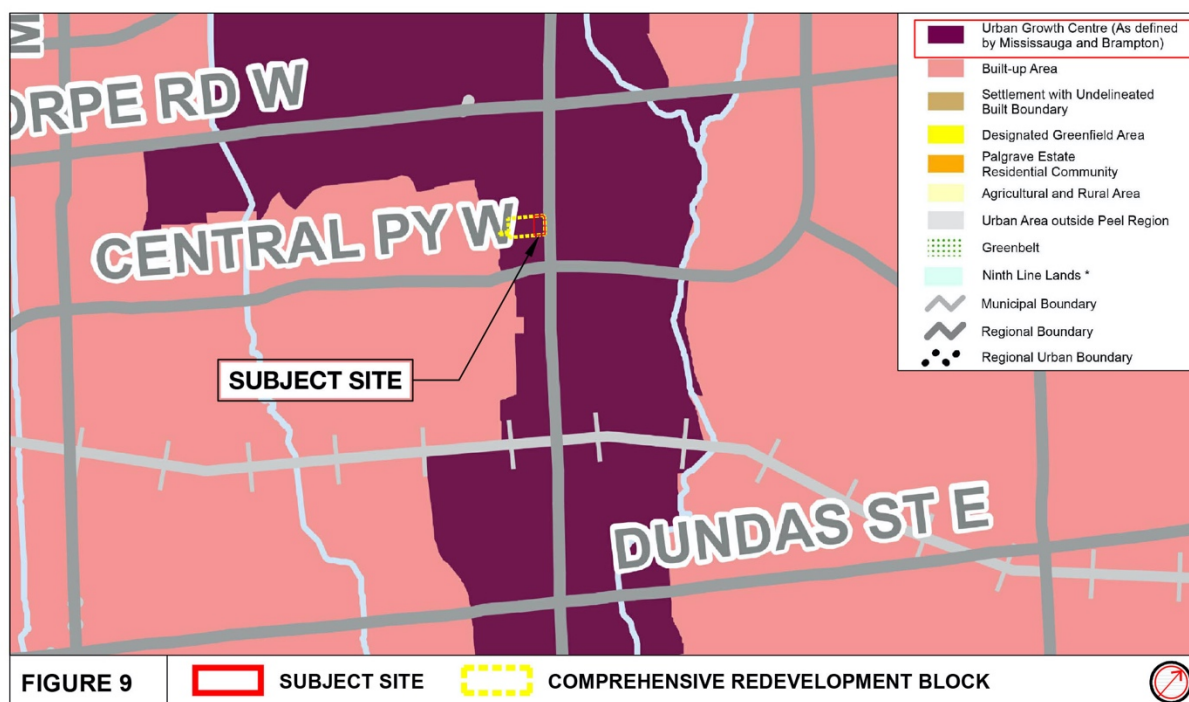 M
ORPE RD W
CENTRAL PY W
SUBJECT SITE
DUNDAS ST E
Urban Growth Centre (As defined
by Mississauga and Brampton)
Built-up Area
Settlement with Undelineated
Built Boundary
Designated Greenfield Area
Palgrave Estate
Residential Community
Agricultural and Rural Area
Urban Area outside Peel Region
Greenbelt
Ninth Line Lands *
Municipal Boundary
Regional Boundary
Regional Urban Boundary
FIGURE 9
SUBJECT SITE
COMPREHENSIVE REDEVELOPMENT BLOCK